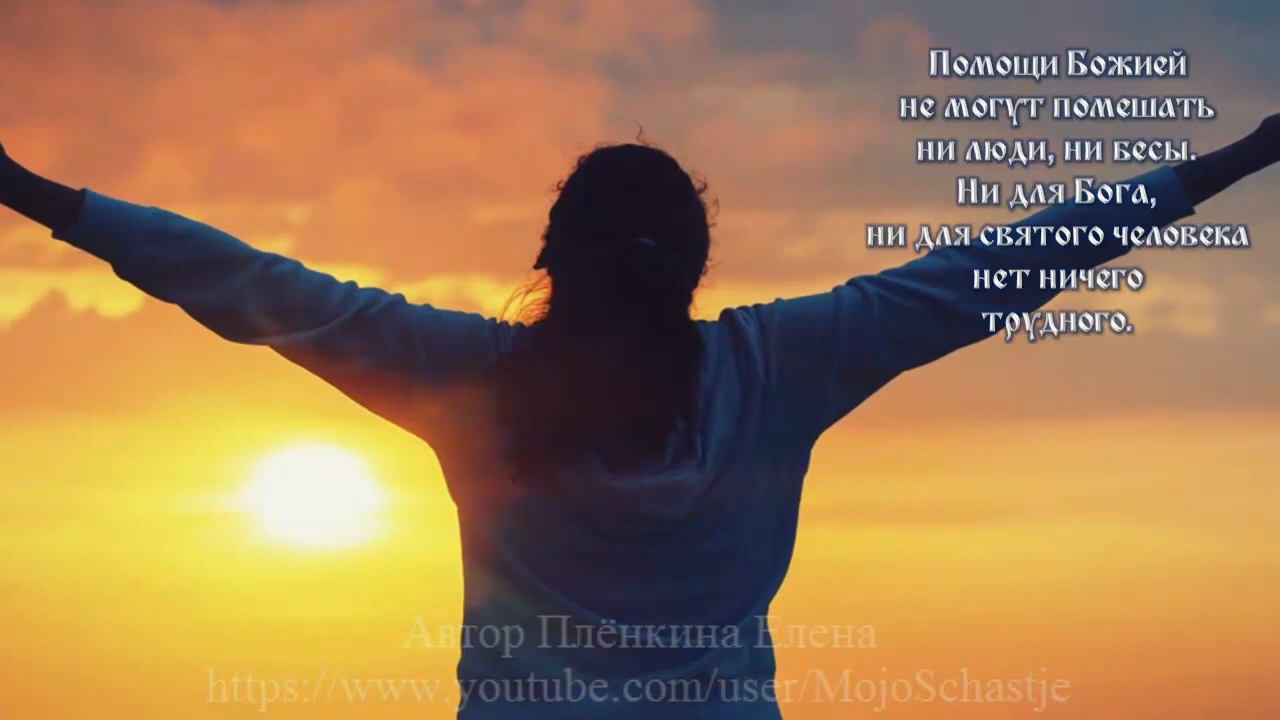 Помощи Божией
не могут помешать
ни люди, ни бесы.
Ни для Бога,
ни для святого человека
нет ничего
трудного.
Автор Плёнкина Елена
https://www.youtube.com/user/MojoSchastje